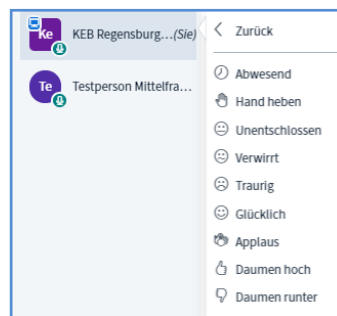 Ke KEB Regensburg...(Sie)
Te Testperson Mittelfra...
Zurück
Abwesend
Hand heben
Unentschlossen
Verwirrt
Traurig
Glücklich
Applaus
Daumen hoch
Daumen runter